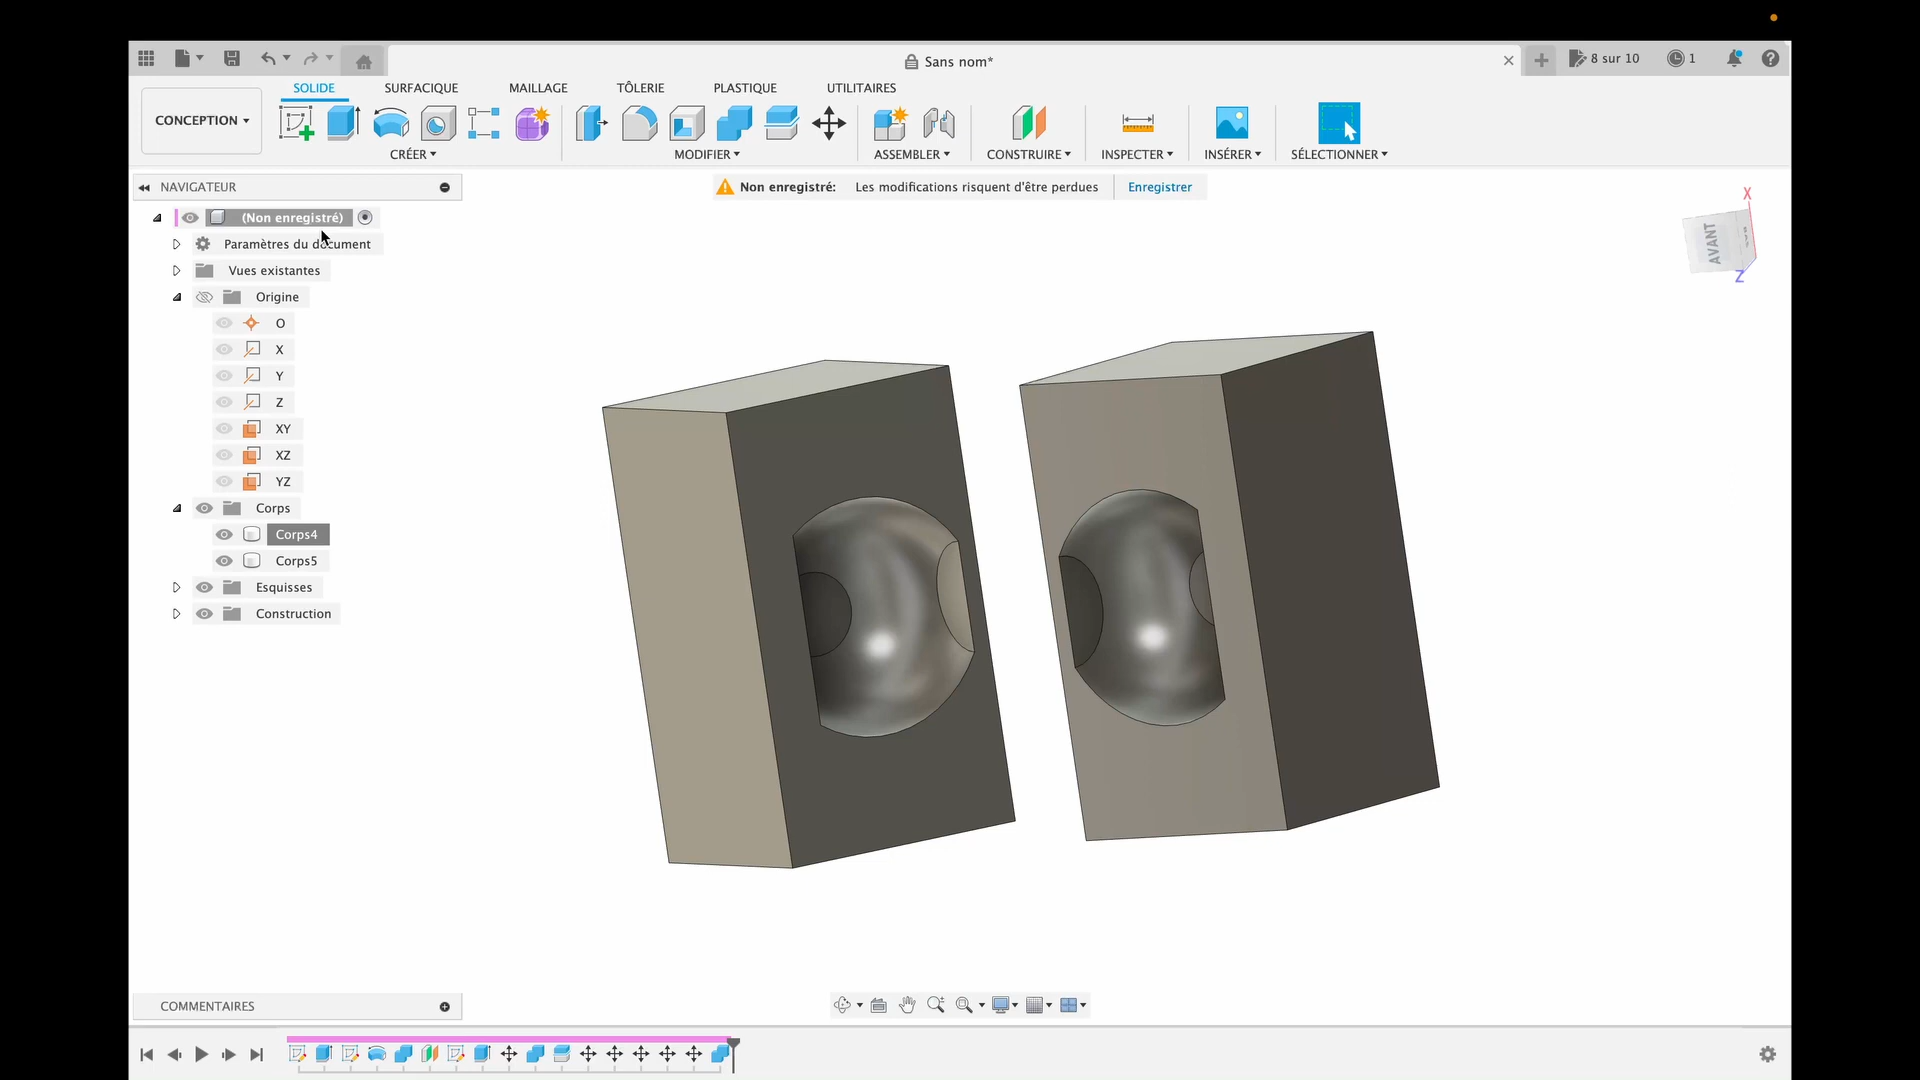 Sans nom*
8 sur 10
1
SOLIDE SURFACIQUE MAILLAGE TÔLERIE PLASTIQUE UTILITAIRES
CONCEPTION
CRÉER MODIFIER ASSEMBLER CONSTRUIRE INSPECTER INSÉRER SÉLECTIONNER
NAVIGATEUR
Non enregistré: Les modifications risquent d'être perdues Enregistrer
(Non enregistré)
Paramètres du document
Vues existantes
Origine
O
X
Y
Z
XY
XZ
YZ
Corps
Corps4
Corps5
Esquisses
Construction
X
AVANT
Z
COMMENTAIRES